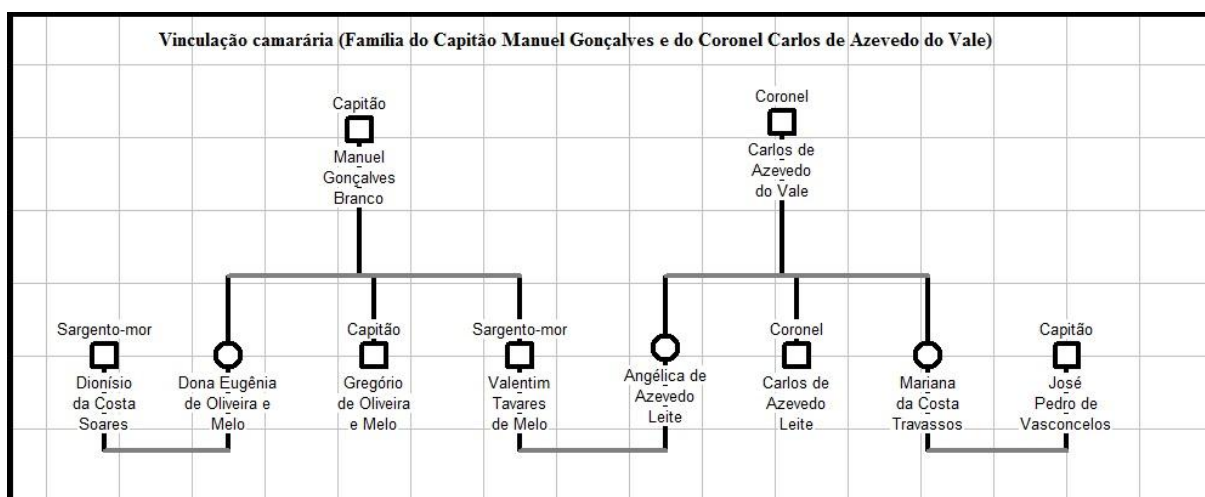 Vinculação camarária (Família do Capitão Manuel Gonçalves e do Coronel Carlos de Azevedo do Vale)
Capitão
Manuel
Gonçalves
Branco
Coronel
Carlos de
Azevedo
do Vale
Sargento-mor
Dionísio
da Costa
Soares
Dona Eugênia
de Oliveira e
Melo
Capitão
Gregório
de Oliveira
e Melo
Sargento-mor
Valentim
Tavares
de Melo
Angélica de
Azevedo
Leite
Coronel
Carlos de
Azevedo
Leite
Mariana
da Costa
Travassos
Capitão
José
Pedro de
Vasconcelos